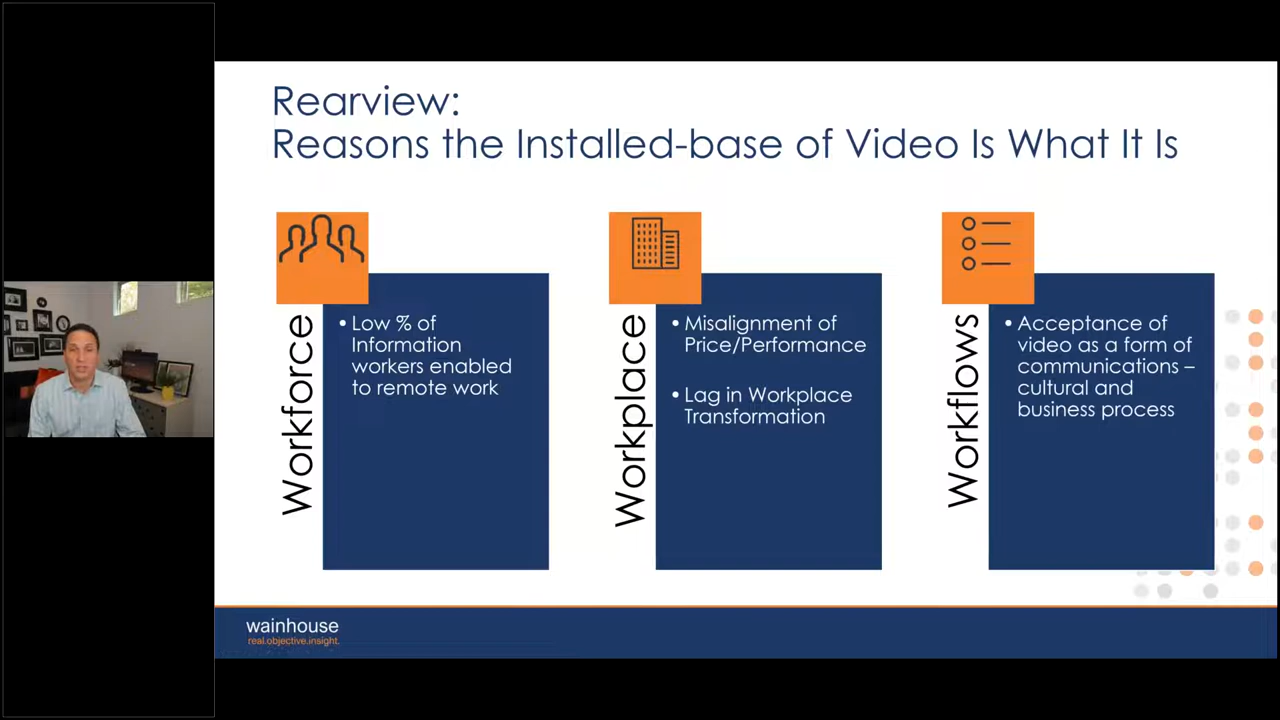 Rearview:
Reasons the Installed-base of Video Is What It Is
Workforce
• Low % of
Information
workers enabled
to remote work
Workplace
• Misalignment of
Price/Performance
• Lag in Workplace
Transformation
Workflows
• Acceptance of
video as a form of
communications –
cultural and
business process
wainhouse
real.objective.insight.